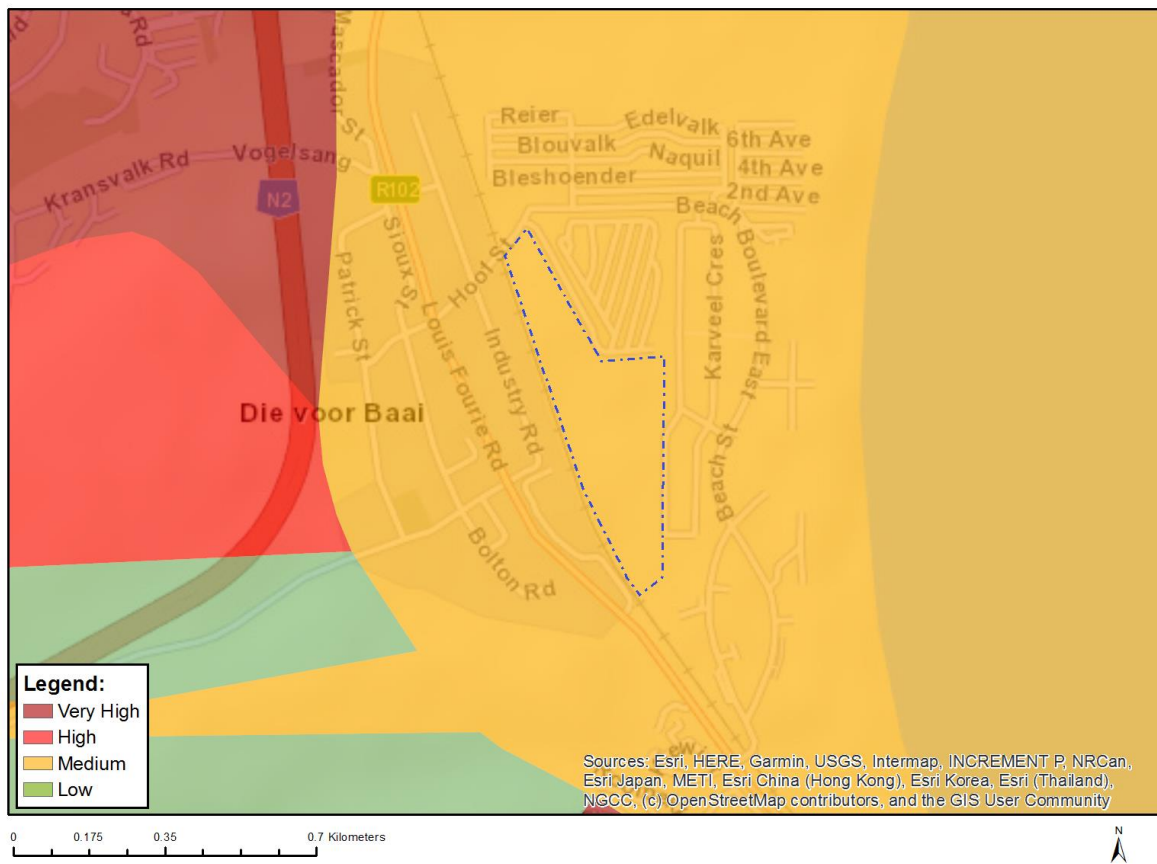 Rd
Mascador St
Reier
Edelvalk
6th Ave
Blouvalk
Naquil
4th Ave
Vogelsang
Kransvalk Rd
Bleshoender
2nd Ave
R102
N2
Beach Boulevard East
Sioux St
Hoof St
Patrick St
Karveel Cres
Louis Fourie Rd
Industry Rd
Die voor Baai
Beach St
Bolton Rd
Legend:
Very High
High
Medium
Low
Sources: Esri, HERE, Garmin, USGS, Intermap, INCREMENT P, NRCan,
Esri Japan, METI, Esri China (Hong Kong), Esri Korea, Esri (Thailand),
NGCC, (c) OpenStreetMap contributors, and the GIS User Community
0 0.175 0.35 0.7 Kilometers
N